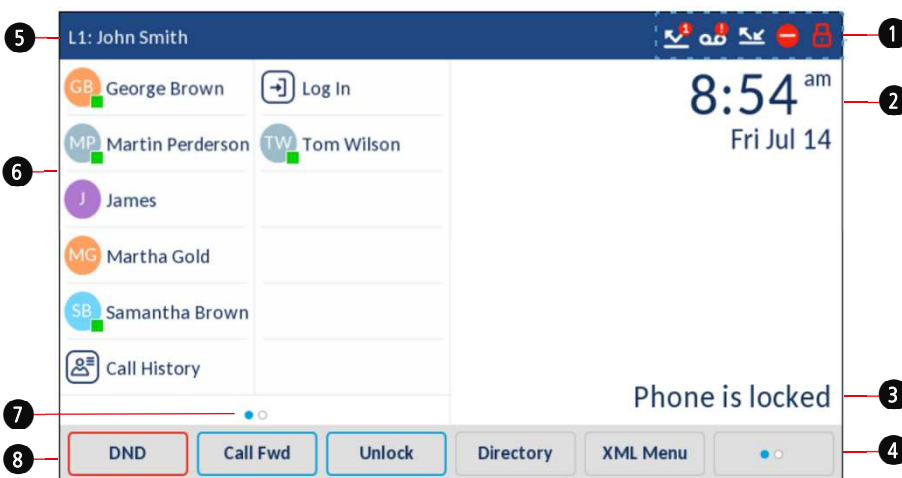 5 L1: John Smith 1 ! 1
8:54 am 2
GB George Brown Log In
Fri Jul 14
MP Martin Perderson TW Tom Wilson
6
J James
MG Martha Gold
SB Samantha Brown
Call History
Phone is locked 3
7
8 DND Call Fwd Unlock Directory XML Menu 4